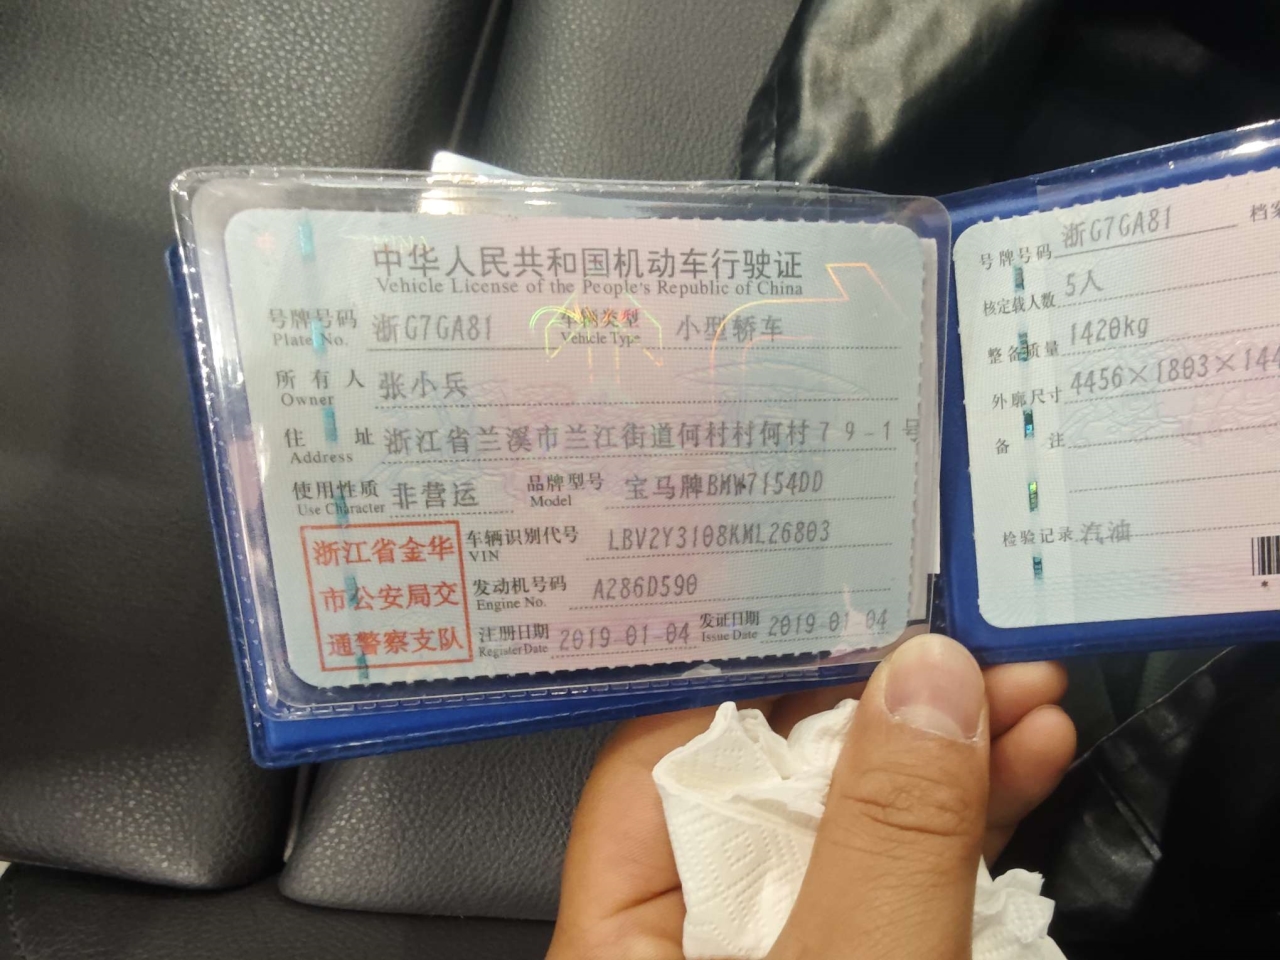 中华人民共和国机动车行驶证
Vehicle License of the People's Republic of China
号牌号码 浙G7GA81 车辆类型 小型轿车
Plate No. Vehicle Type
所有人 张小兵
Owner
住址 浙江省兰溪市兰江街道何村村何村79-1号
Address
使用性质 非营运 品牌型号 宝马牌BMW7154DD
Use Character Model
浙江省金华
市公安局交
通警察支队
车辆识别代号 LBV2Y3108KML26803
VIN
发动机号码 A286D590
Engine No.
注册日期 2019-01-04 发证日期 2019-01-04
Register Date Issue Date
号牌号码 浙G7GA81 档案
核定载人数 5人
整备质量 1420kg
外廓尺寸 4456×1803×144
备注
检验记录 汽油
*